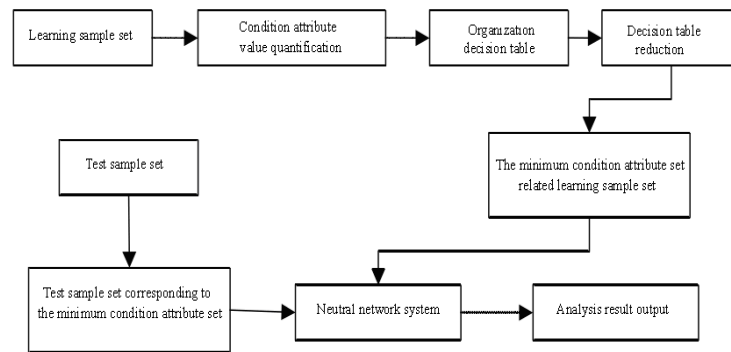 Learning sample set
Condition attribute
value quantification
Organization
decision table
Decision table
reduction
Test sample set
The minimum condition attribute set
related learning sample set
Test sample set corresponding to
the minimum condition attribute set
Neutral network system
Analysis result output